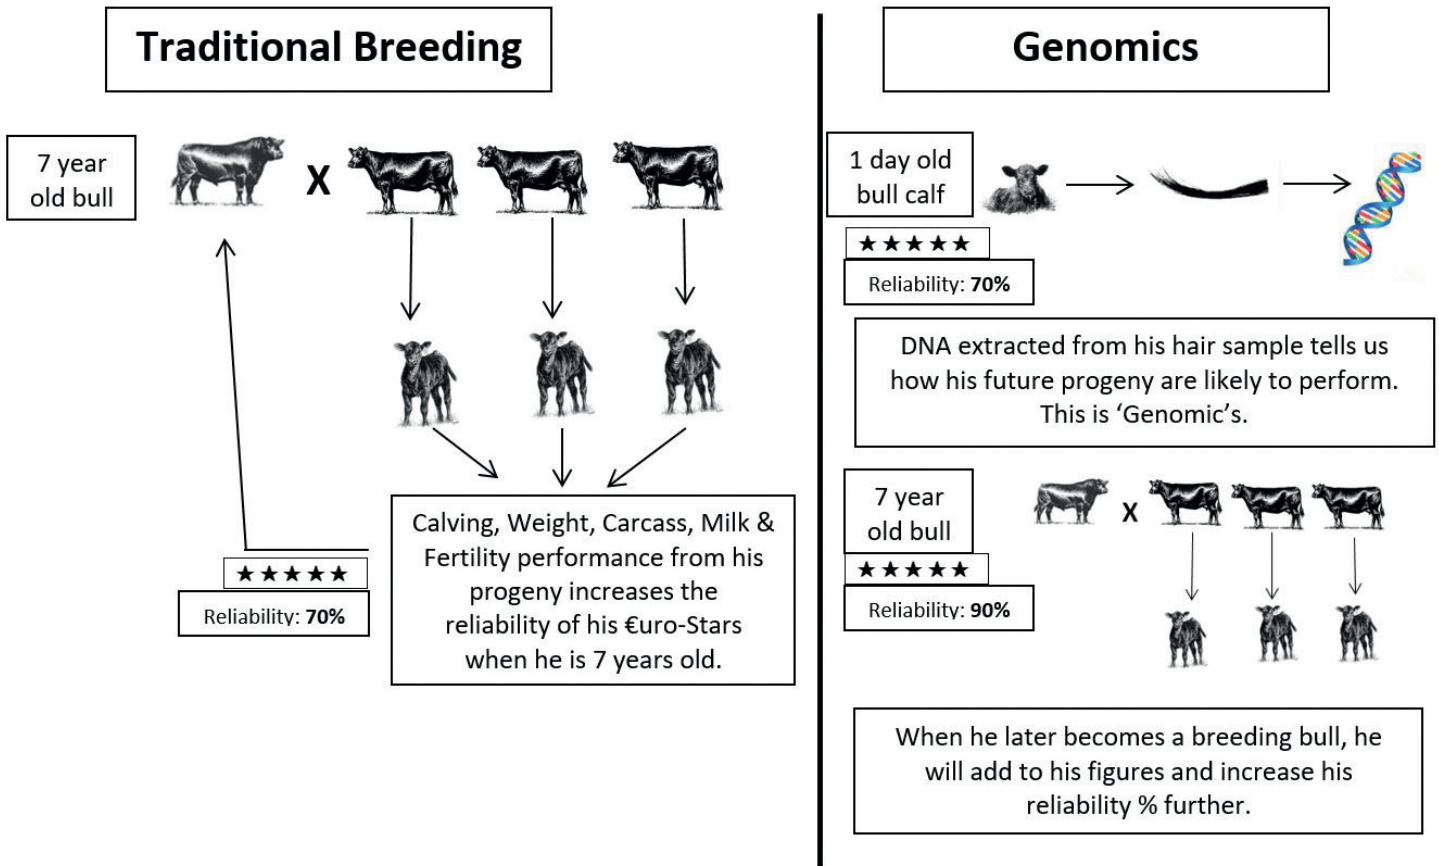 Traditional Breeding
7 year
old bull
X
Calving, Weight, Carcass, Milk &
Fertility performance from his
progeny increases the
reliability of his €uro-Stars
when he is 7 years old.
★★★★★
Reliability: 70%
Genomics
1 day old
bull calf
★★★★★
Reliability: 70%
DNA extracted from his hair sample tells us
how his future progeny are likely to perform.
This is ‘Genomic’s.
7 year
old bull
X
★★★★★
Reliability: 90%
When he later becomes a breeding bull, he
will add to his figures and increase his
reliability % further.